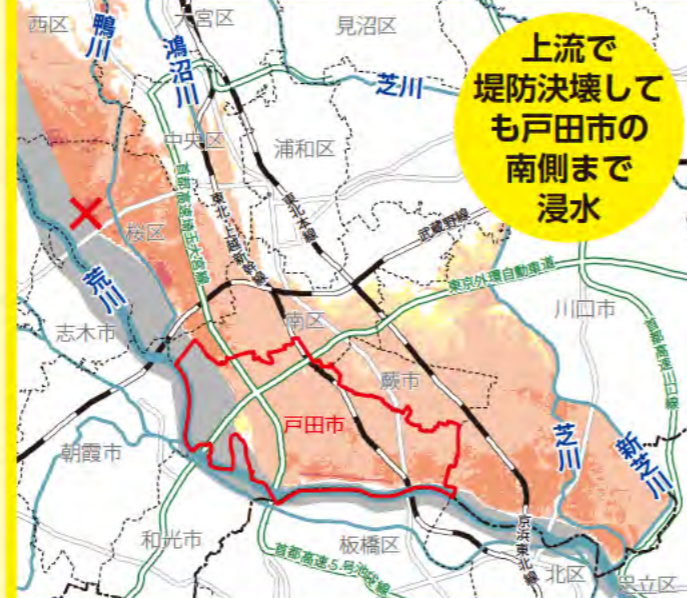 西区
鴨川
大宮区
見沼区
上流で
堤防決壊して
も戸田市の
南側まで
浸水
鴻沼川
芝川
中央区
浦和区
首都高速埼玉大宮線
東北・上越新幹線
東北本線
武蔵野線
桜区
荒川
東京外環自動車道
志木市
南区
川口市
首都高速川口線
蕨市
戸田市
朝霞市
芝川
新芝川
和光市
板橋区
京浜東北線
首都高速5号池袋線
北区
足立区